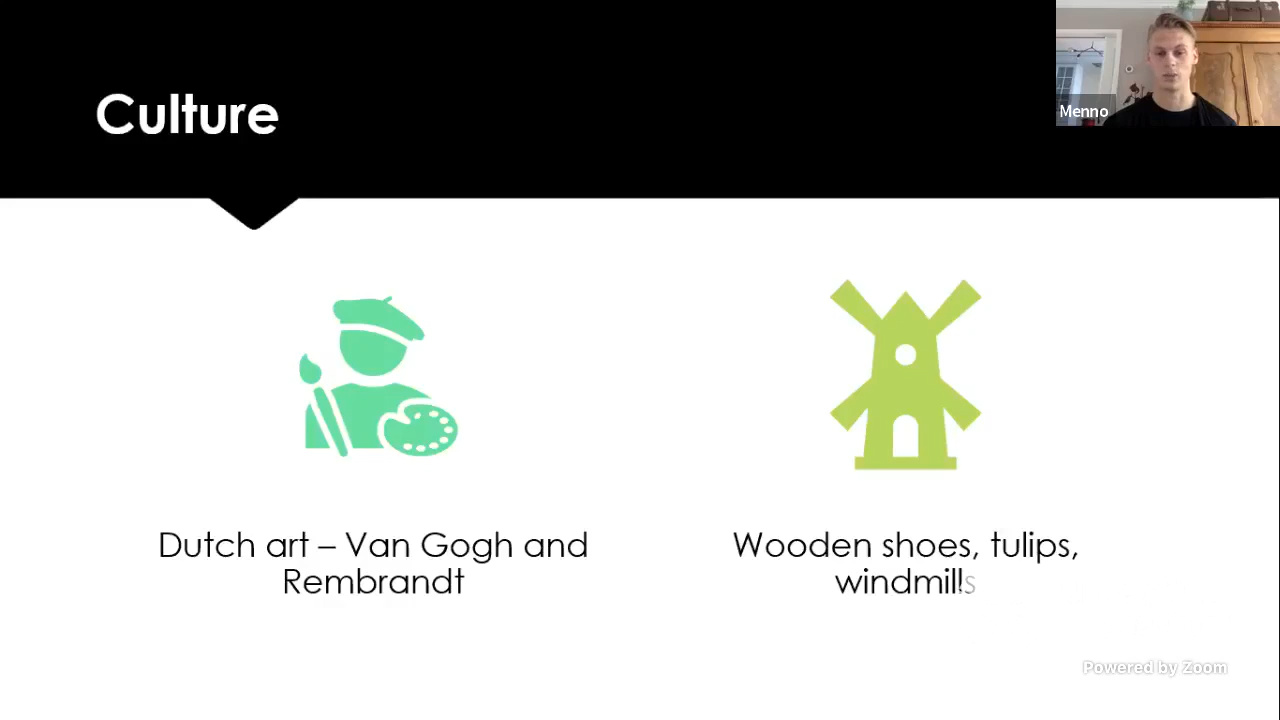 Culture
Menno
Dutch art – Van Gogh and
Rembrandt
Wooden shoes, tulips,
windmills
Powered by Zoom